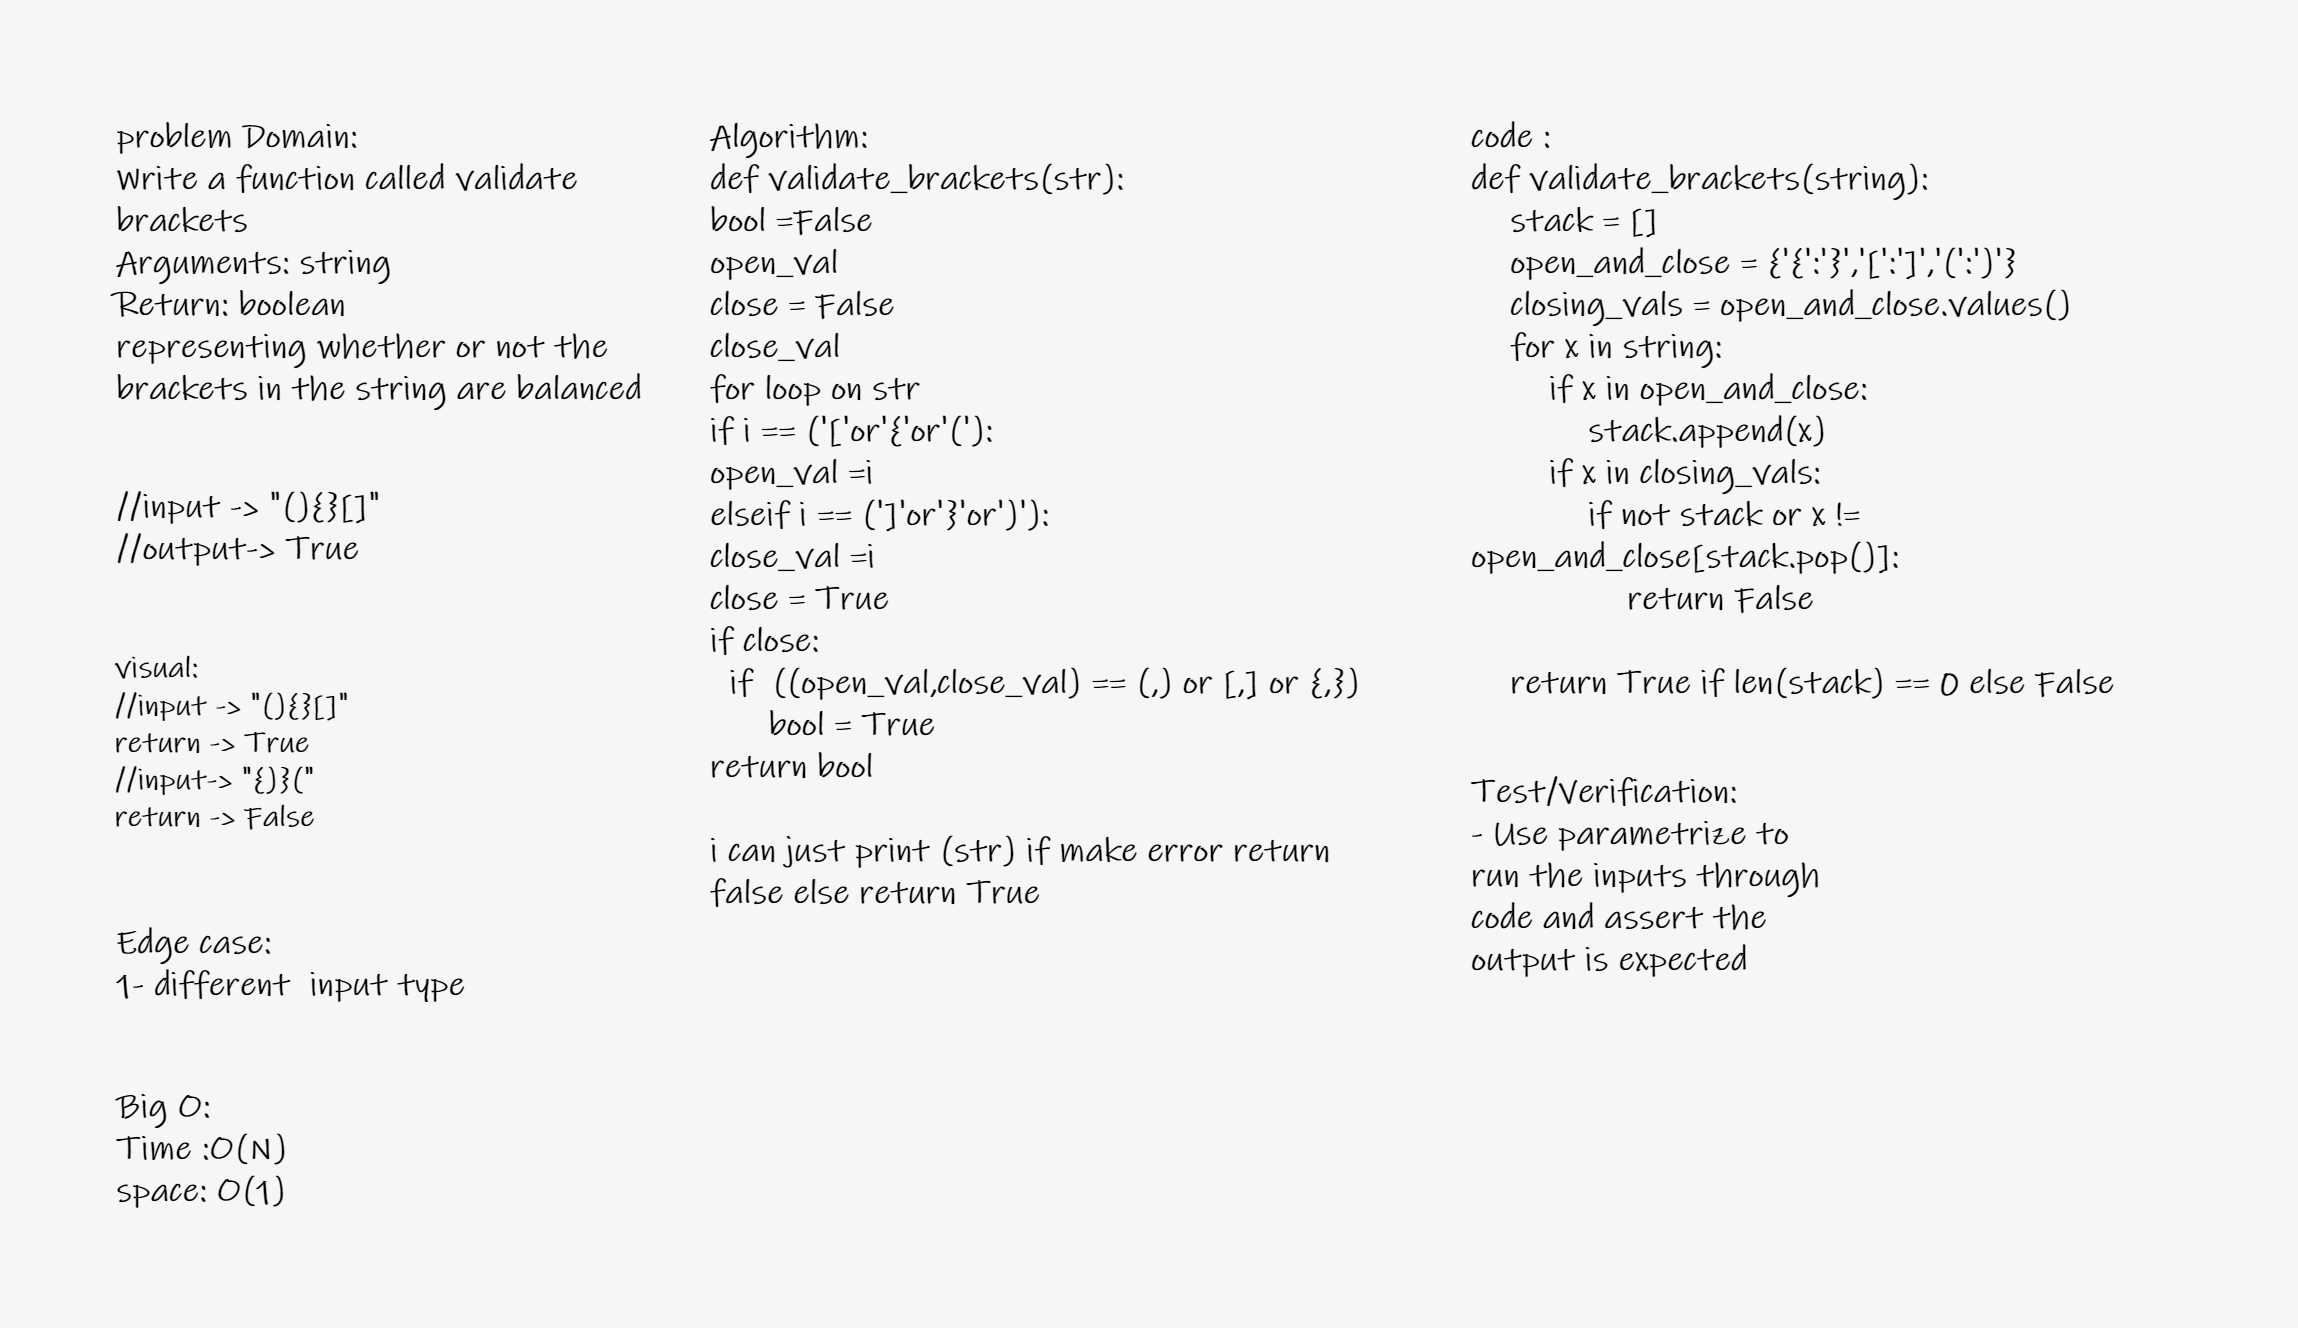 problem Domain:
Write a function called validate
brackets
Arguments: string
Return: boolean
representing whether or not the
brackets in the string are balanced
//input -> "(){}[]"
//output-> True
visual:
//input -> "(){}[]"
return -> True
//input-> "{)}("
return -> False
Edge case:
1- different  input type
Big O:
Time :O(N)
space: O(1)
Algorithm:
def validate_brackets(str):
bool =False
open_val
close = False
close_val
for loop on str
if i == ('['or'{'or'('):
open_val =i
elseif i == (']'or'}'or')'):
close_val =i
close = True
if close:
  if  ((open_val,close_val) == (,) or [,] or {,})
      bool = True
return bool
i can just print (str) if make error return
false else return True
code :
def validate_brackets(string):
    stack = []
    open_and_close = {'{':'}','[':']','(':')'}
    closing_vals = open_and_close.values()
    for x in string:
        if x in open_and_close:
            stack.append(x)
        if x in closing_vals:
            if not stack or x !=
open_and_close[stack.pop()]:
                return False
    return True if len(stack) == 0 else False
Test/Verification:
- Use parametrize to
run the inputs through
code and assert the
output is expected